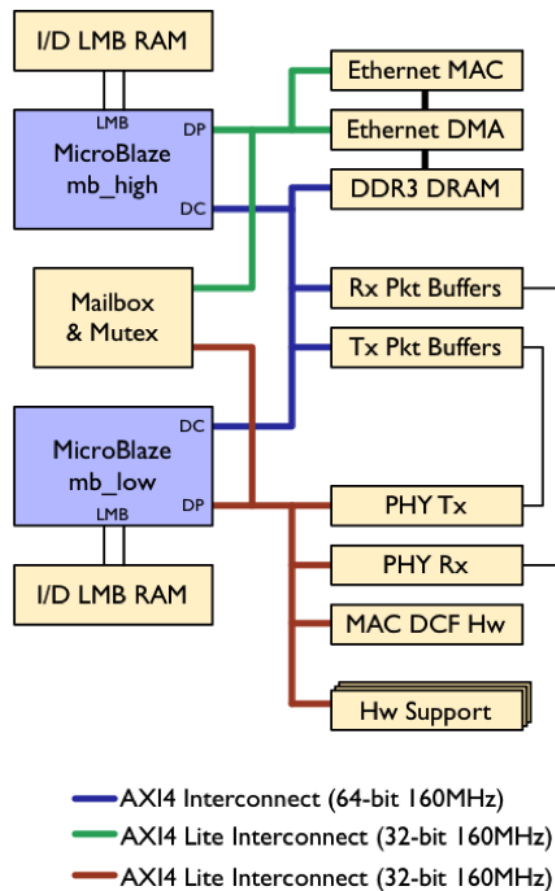 I/D LMB RAM
LMB
DP
MicroBlaze
mb_high
DC
Ethernet MAC
Ethernet DMA
DDR3 DRAM
Mailbox
& Mutex
Rx Pkt Buffers
Tx Pkt Buffers
DC
MicroBlaze
mb_low
DP
LMB
I/D LMB RAM
PHY Tx
PHY Rx
MAC DCF Hw
Hw Support
AXI4 Interconnect (64-bit 160MHz)
AXI4 Lite Interconnect (32-bit 160MHz)
AXI4 Lite Interconnect (32-bit 160MHz)